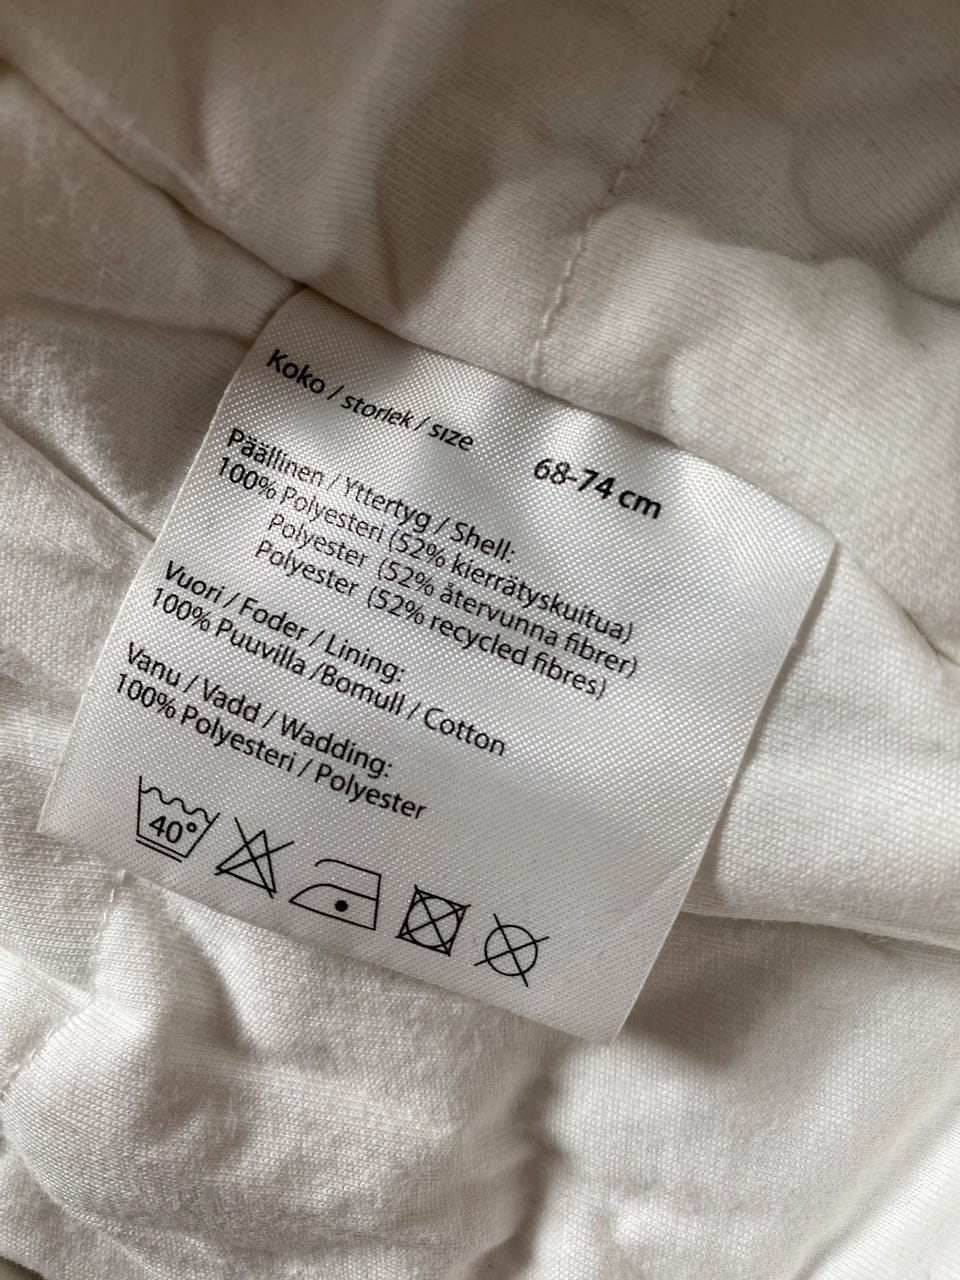 Koko / storlek / size 68-74 cm
Päällinen / Yttertyg / Shell:
100% Polyesteri (52% kierrätyskuitua)
Polyester (52% återvunna fibrer)
Polyester (52% recycled fibres)
Vuori / Foder / Lining:
100% Puuvilla /Bomull / Cotton
Vanu / Vadd / Wadding:
100% Polyesteri / Polyester
40°